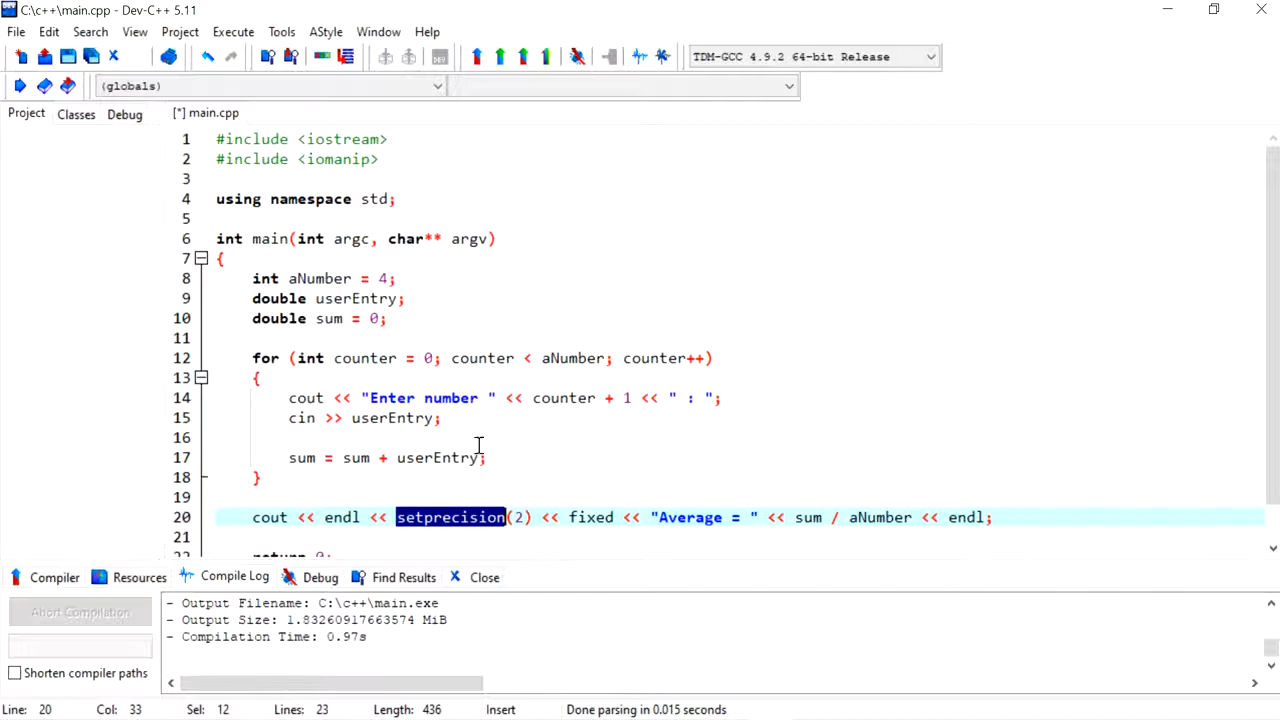 C:\c++\main.cpp - Dev-C++ 5.11
File Edit Search View Project Execute Tools AStyle Window Help
TDM-GCC 4.9.2 64-bit Release
(globals)
Project Classes Debug [*] main.cpp
1 #include <iostream>
2 #include <iomanip>
3
4 using namespace std;
5
6 int main(int argc, char** argv)
7 {
8 int aNumber = 4;
9 double userEntry;
10 double sum = 0;
11
12 for (int counter = 0; counter < aNumber; counter++)
13 {
14 cout << "Enter number " << counter + 1 << " : ";
15 cin >> userEntry;
16
17 sum = sum + userEntry;
18 }
19
20 cout << endl << setprecision(2) << fixed << "Average = " << sum / aNumber << endl;
21
22 return 0;
Compiler Resources Compile Log Debug Find Results Close
Abort Compilation
- Output Filename: C:\c++\main.exe
- Output Size: 1.83260917663574 MiB
- Compilation Time: 0.97s
Shorten compiler paths
Line: 20 Col: 33 Sel: 12 Lines: 23 Length: 436 Insert Done parsing in 0.015 seconds